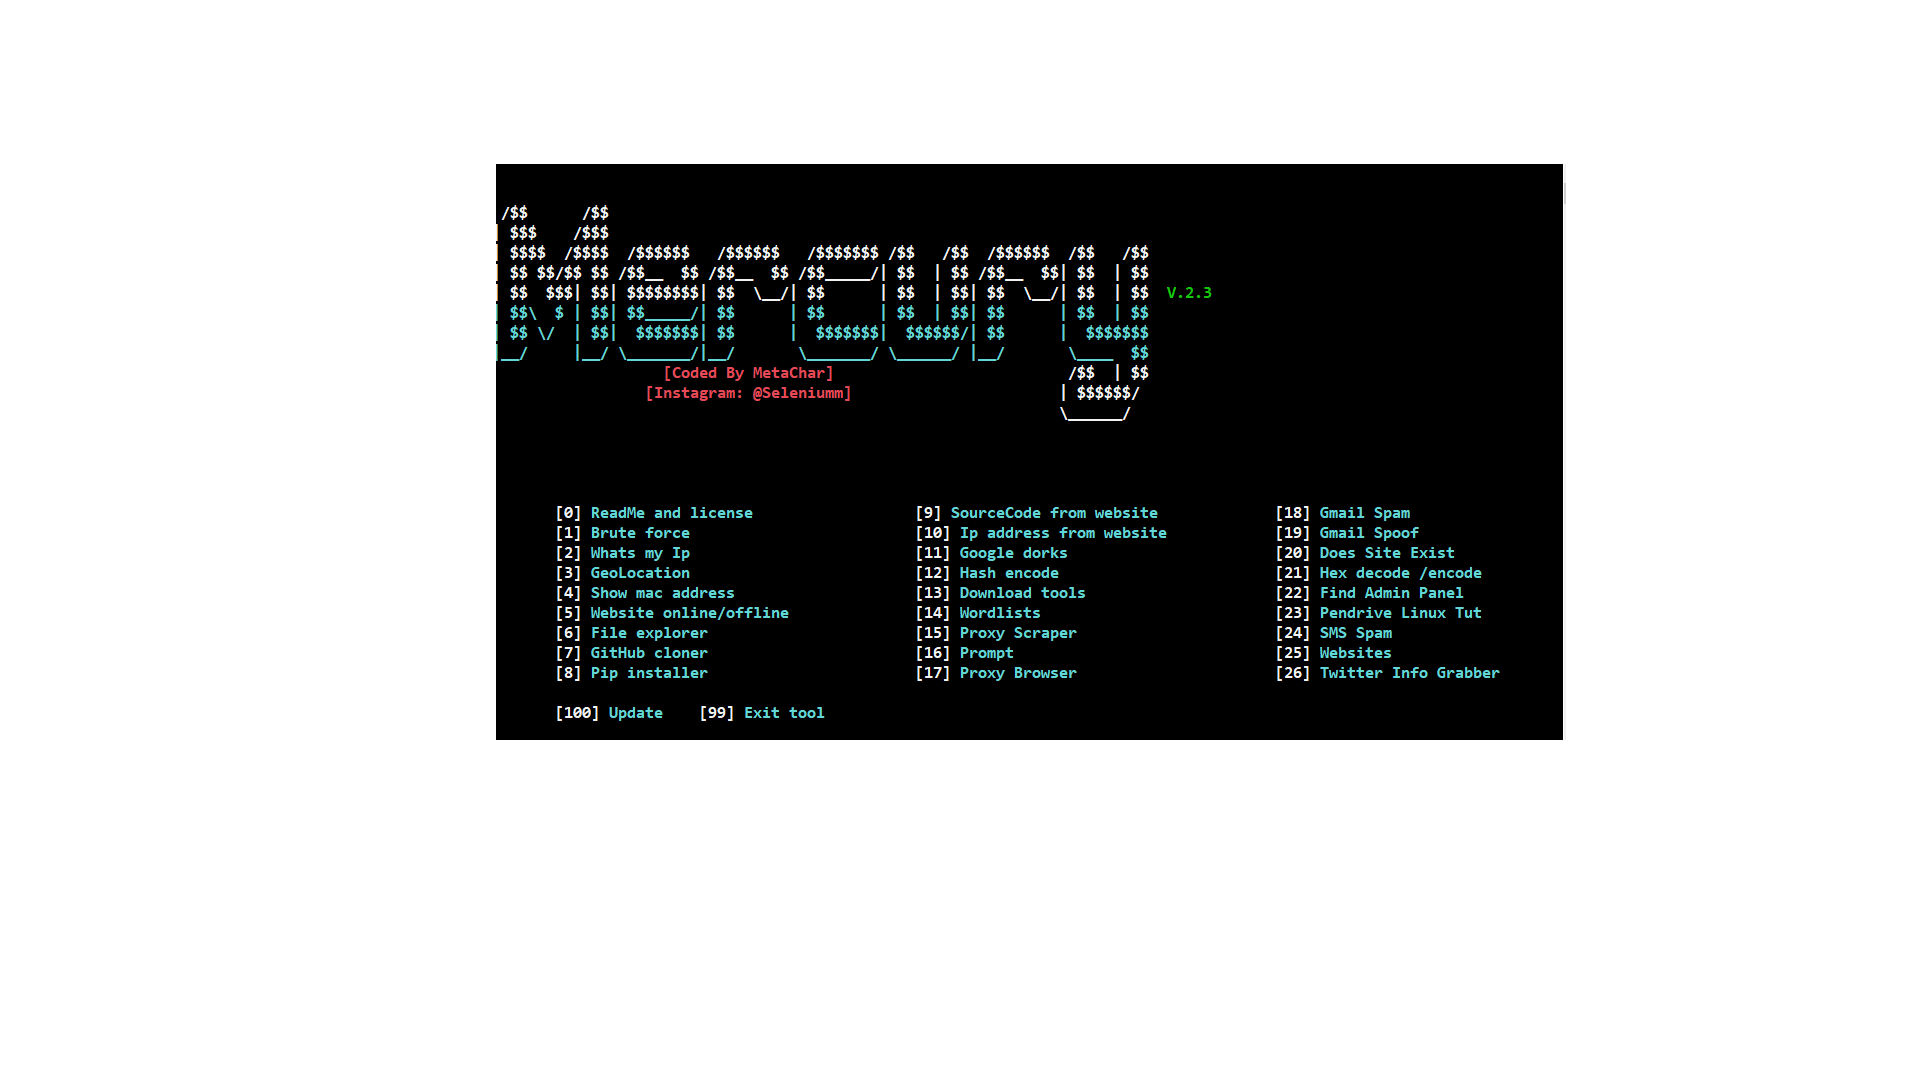 /$$      /$$
| $$$    /$$$
| $$$$  /$$$$  /$$$$$$   /$$$$$$   /$$$$$$$ /$$   /$$  /$$$$$$  /$$   /$$
| $$ $$/$$ $$ /$$__  $$ /$$__  $$ /$$_____/| $$  | $$ /$$__  $$| $$  | $$
| $$  $$$| $$| $$$$$$$$| $$  \__/| $$      | $$  | $$| $$  \__/| $$  | $$  V.2.3
| $$\  $ | $$| $$_____/| $$      | $$      | $$  | $$| $$      | $$  | $$
| $$ \/  | $$|  $$$$$$$| $$      |  $$$$$$$|  $$$$$$/| $$      |  $$$$$$$
|__/     |__/ \_______/|__/       \_______/ \______/ |__/       \____  $$
                  [Coded By MetaChar]                          /$$  | $$
                [Instagram: @Seleniumm]                       | $$$$$$/
                                                              \______/
[0] ReadMe and license    [9] SourceCode from website    [18] Gmail Spam
[1] Brute force    [10] Ip address from website    [19] Gmail Spoof
[2] Whats my Ip    [11] Google dorks    [20] Does Site Exist
[3] GeoLocation    [12] Hash encode    [21] Hex decode /encode
[4] Show mac address    [13] Download tools    [22] Find Admin Panel
[5] Website online/offline    [14] Wordlists    [23] Pendrive Linux Tut
[6] File explorer    [15] Proxy Scraper    [24] SMS Spam
[7] GitHub cloner    [16] Prompt    [25] Websites
[8] Pip installer    [17] Proxy Browser    [26] Twitter Info Grabber
[100] Update    [99] Exit tool